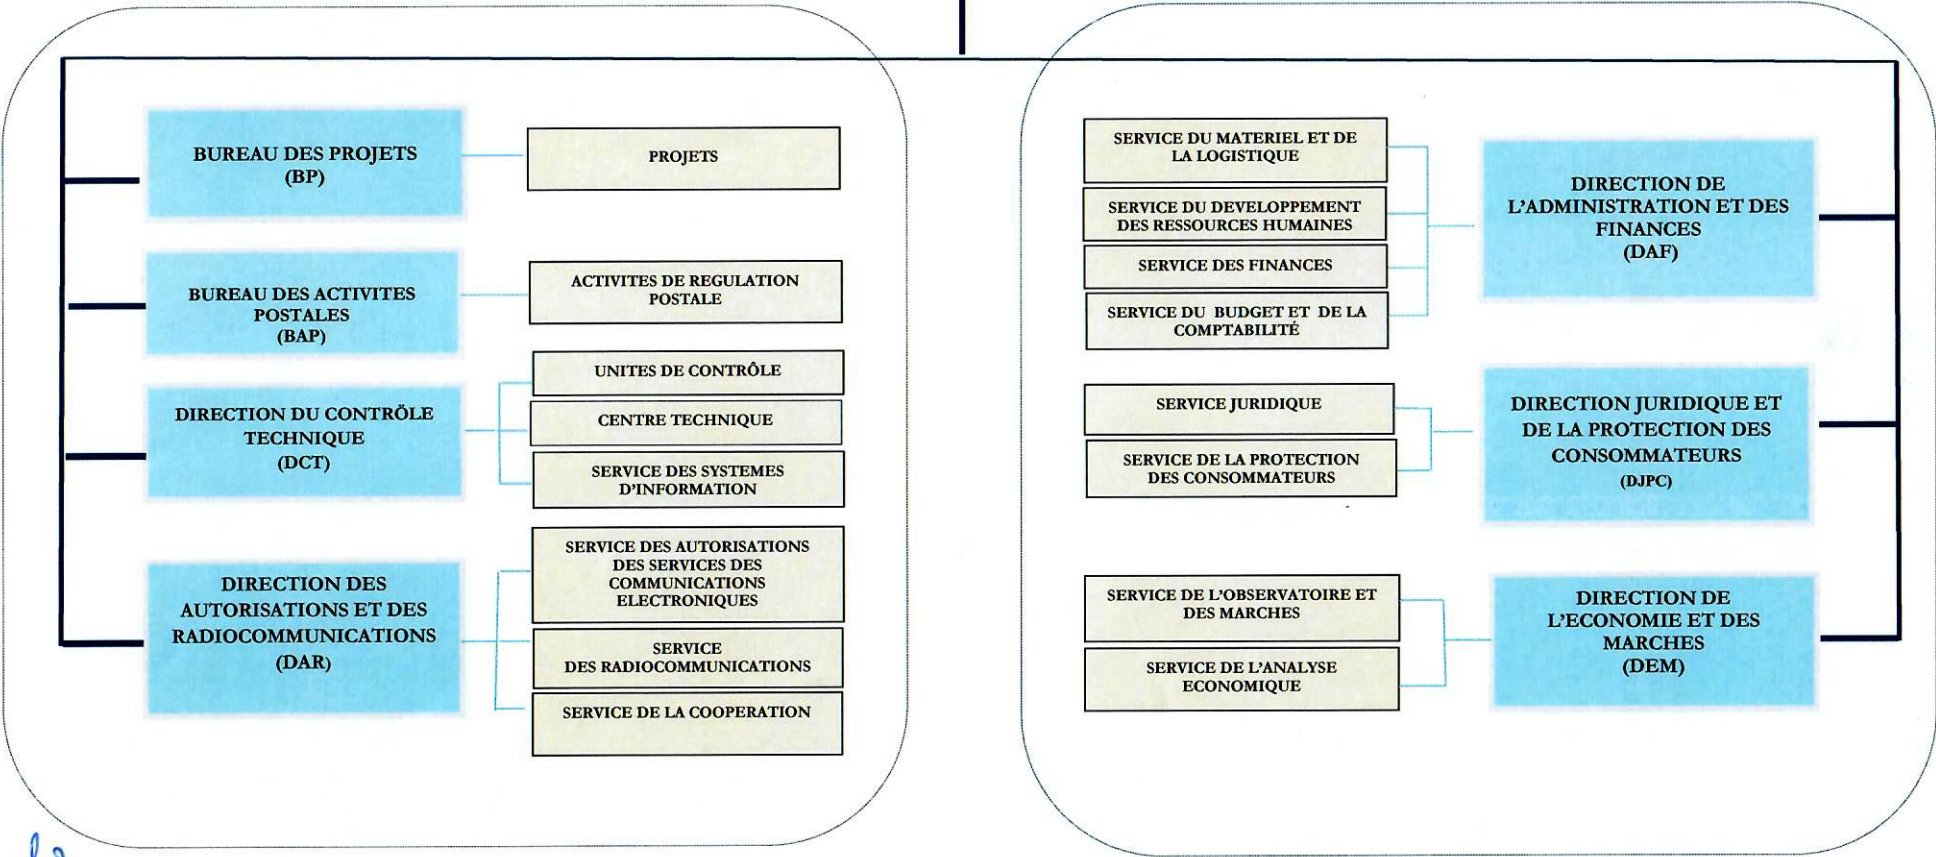 BUREAU DES PROJETS
(BP)
PROJETS
BUREAU DES ACTIVITES
POSTALES
(BAP)
ACTIVITES DE REGULATION
POSTALE
DIRECTION DU CONTRÖLE
TECHNIQUE
(DCT)
UNITES DE CONTRÔLE
CENTRE TECHNIQUE
SERVICE DES SYSTEMES
D'INFORMATION
DIRECTION DES
AUTORISATIONS ET DES
RADIOCOMMUNICATIONS
(DAR)
SERVICE DES AUTORISATIONS
DES SERVICES DES
COMMUNICATIONS
ELECTRONIQUES
SERVICE
DES RADIOCOMMUNICATIONS
SERVICE DE LA COOPERATION
SERVICE DU MATERIEL ET DE
LA LOGISTIQUE
SERVICE DU DEVELOPPEMENT
DES RESSOURCES HUMAINES
SERVICE DES FINANCES
SERVICE DU BUDGET ET DE LA
COMPTABILITÉ
DIRECTION DE
L'ADMINISTRATION ET DES
FINANCES
(DAF)
SERVICE JURIDIQUE
SERVICE DE LA PROTECTION
DES CONSOMMATEURS
DIRECTION JURIDIQUE ET
DE LA PROTECTION DES
CONSOMMATEURS
(DJPC)
SERVICE DE L'OBSERVATOIRE ET
DES MARCHES
SERVICE DE L'ANALYSE
ECONOMIQUE
DIRECTION DE
L'ECONOMIE ET DES
MARCHES
(DEM)